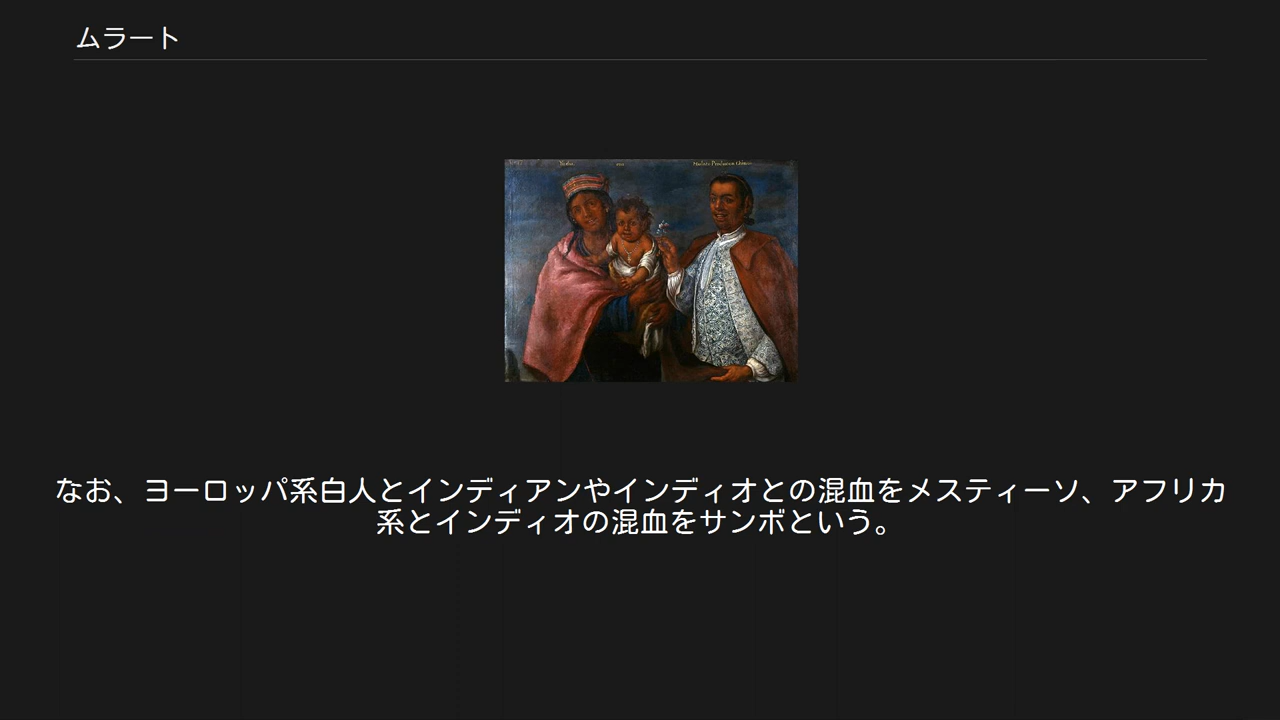 ムラート
なお、ヨーロッパ系白人とインディアンやインディオとの混血をメスティーソ、アフリカ
系とインディオの混血をサンボという。